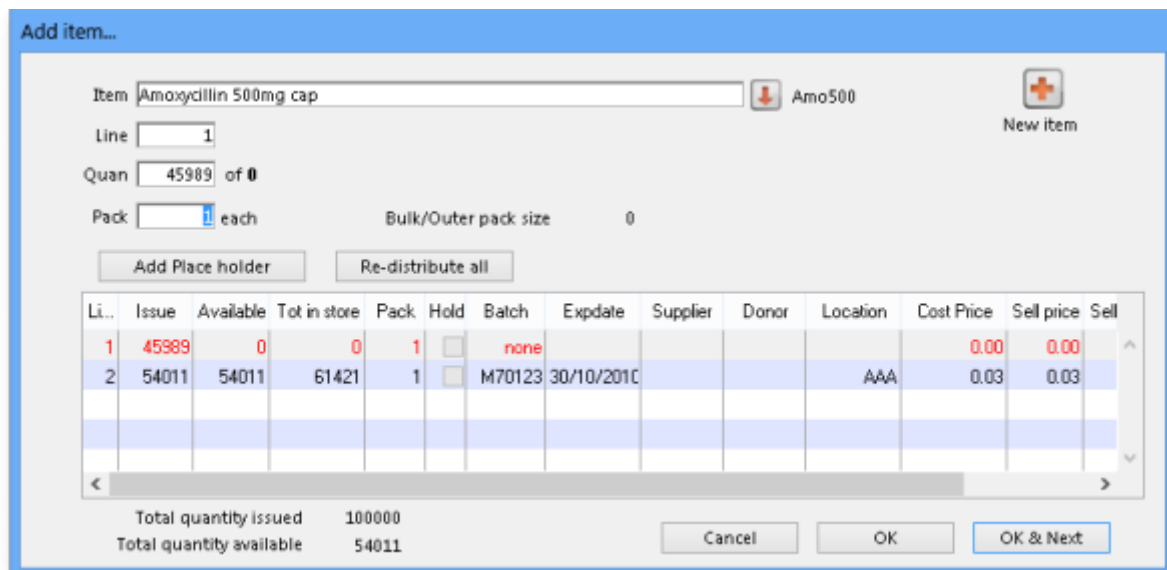 Add item...
Item Amoxycillin 500mg cap Amo500
New item
Line 1
Quan 45989 of 0
Pack 1 each Bulk/Outer pack size 0
Add Place holder Re-distribute all
Li... Issue Available Tot in store Pack Hold Batch Expdate Supplier Donor Location Cost Price Sell price Sell
1 45989 0 0 1 none 0.00 0.00
2 54011 54011 61421 1 M70123 30/10/2010 AAA 0.03 0.03
Total quantity issued 100000
Total quantity available 54011
Cancel OK OK & Next